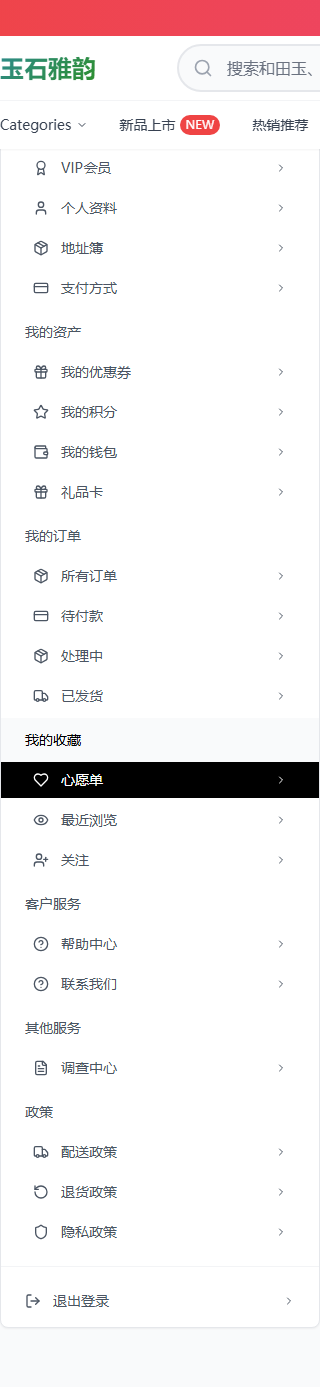 玉石雅韵
搜索和田玉、
Categories 新品上市 NEW 热销推荐
VIP会员
个人资料
地址簿
支付方式
我的资产
我的优惠券
我的积分
我的钱包
礼品卡
我的订单
所有订单
待付款
处理中
已发货
我的收藏
心愿单
最近浏览
关注
客户服务
帮助中心
联系我们
其他服务
调查中心
政策
配送政策
退货政策
隐私政策
退出登录